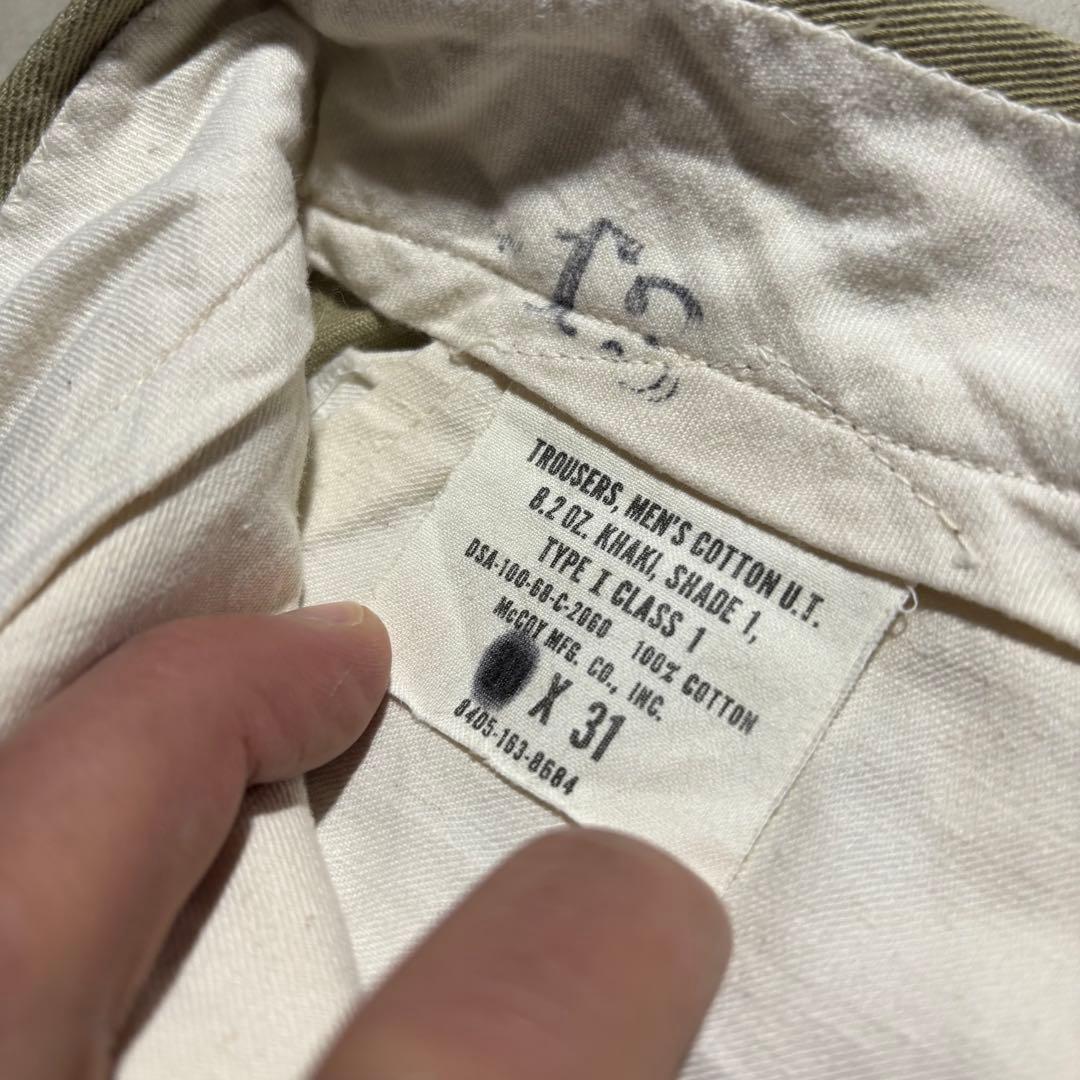 TROUSERS, MEN'S COTTON U.T.
8.2 OZ. KHAKI, SHADE 1,
TYPE I CLASS 1
DSA-100-68-C-2060 100% COTTON
McCOY MFG. CO., INC.
X 31
8405-163-8684